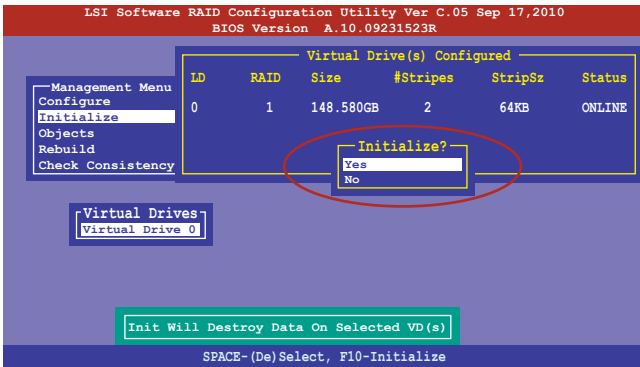 LSI Software RAID Configuration Utility Ver C.05 Sep 17,2010
BIOS Version A.10.09231523R
Virtual Drive(s) Configured
LD RAID Size #Stripes StripSz Status
0 1 148.580GB 2 64KB ONLINE
Management Menu
Configure
Initialize
Objects
Rebuild
Check Consistency
Initialize?
Yes
No
Virtual Drives
Virtual Drive 0
Init Will Destroy Data On Selected VD(s)
SPACE-(De)Select, F10-Initialize